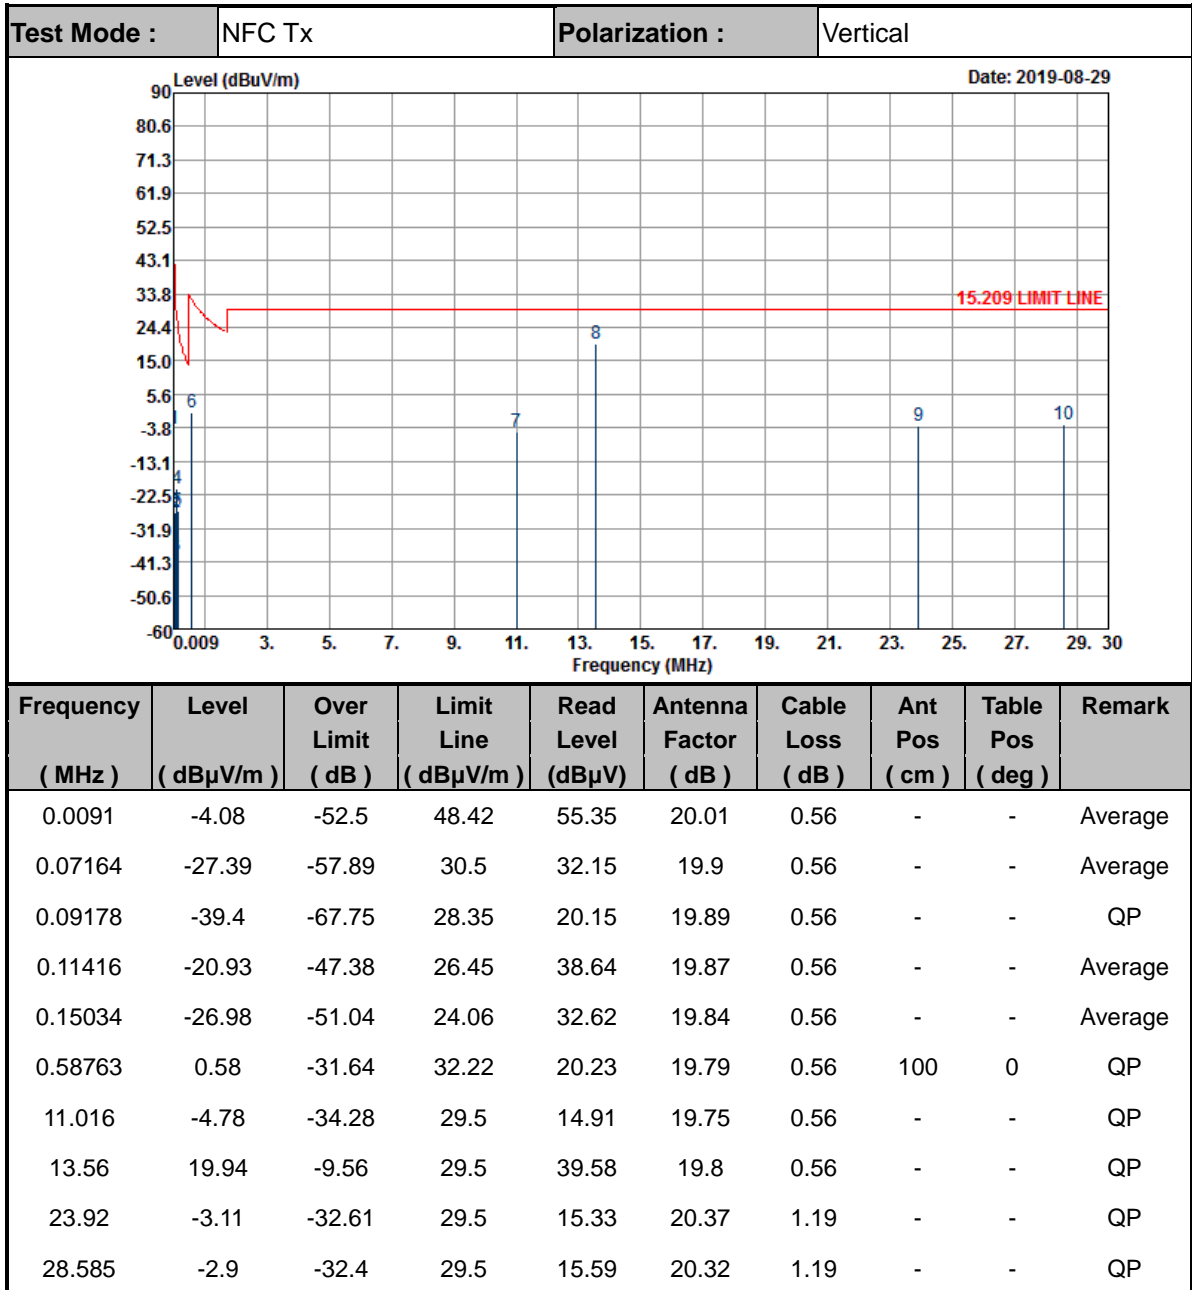 Test Mode : NFC Tx Polarization : Vertical
Level (dBuV/m) Date: 2019-08-29
90
80.6
71.3
61.9
52.5
43.1
33.8
15.209 LIMIT LINE
24.4
8
15.0
5.6
6
9
10
7
-3.8
-13.1
4
-22.5
-31.9
-41.3
-50.6
-60
0.009 3. 5. 7. 9. 11. 13. 15. 17. 19. 21. 23. 25. 27. 29. 30
Frequency (MHz)
Frequency Level Over Limit Read Antenna Cable Ant Table Remark
Limit Line Level Factor Loss Pos Pos
( MHz ) ( dBµV/m ) ( dB ) ( dBµV/m ) (dBµV) ( dB ) ( dB ) ( cm ) ( deg )
0.0091 -4.08 -52.5 48.42 55.35 20.01 0.56 - - Average
0.07164 -27.39 -57.89 30.5 32.15 19.9 0.56 - - Average
0.09178 -39.4 -67.75 28.35 20.15 19.89 0.56 - - QP
0.11416 -20.93 -47.38 26.45 38.64 19.87 0.56 - - Average
0.15034 -26.98 -51.04 24.06 32.62 19.84 0.56 - - Average
0.58763 0.58 -31.64 32.22 20.23 19.79 0.56 100 0 QP
11.016 -4.78 -34.28 29.5 14.91 19.75 0.56 - - QP
13.56 19.94 -9.56 29.5 39.58 19.8 0.56 - - QP
23.92 -3.11 -32.61 29.5 15.33 20.37 1.19 - - QP
28.585 -2.9 -32.4 29.5 15.59 20.32 1.19 - - QP